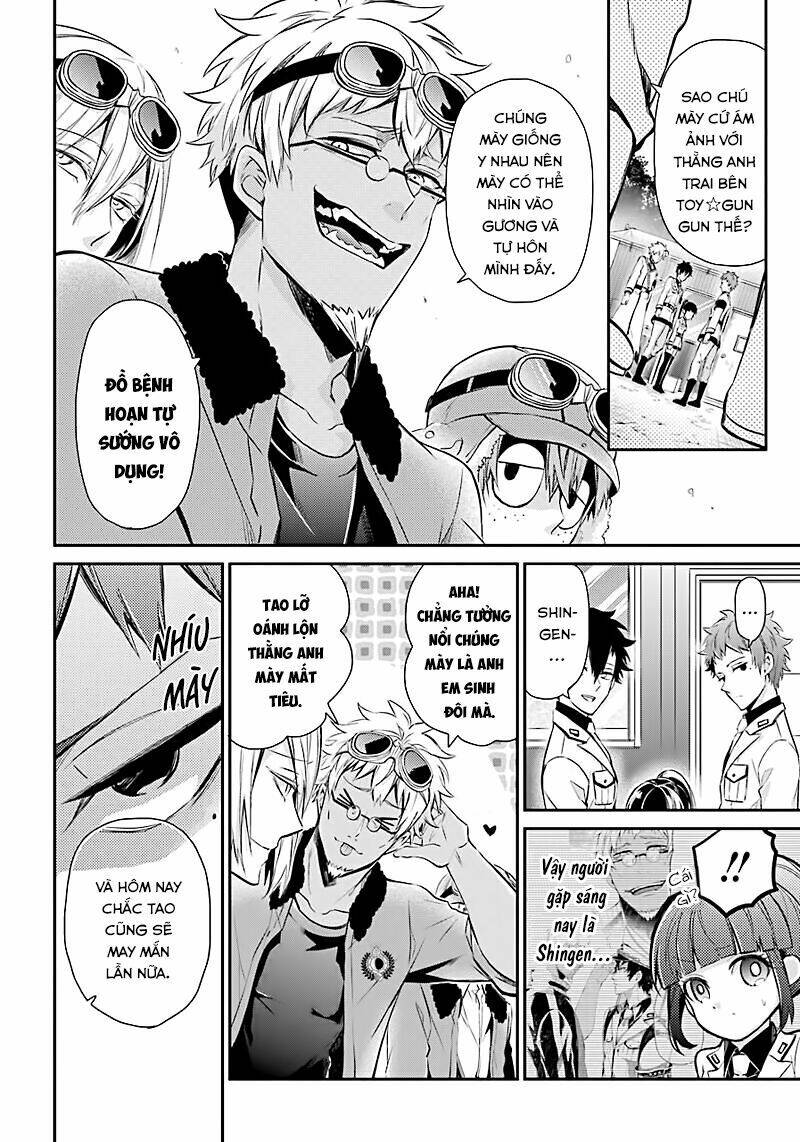 SAO CHÚ
MÀY CỨ ÁM
ẢNH VỚI
THẰNG ANH
TRAI BÊN
TOY☆GUN
GUN THẾ?
CHÚNG
MÀY GIỐNG
Y NHAU NÊN
MÀY CÓ THỂ
NHÌN VÀO
GƯƠNG VÀ
TỰ HÔN
MÌNH ĐẤY.
ĐỒ BỆNH
HOẠN TỰ
SƯỚNG VÔ
DỤNG!
...
SHIN-
GEN-
...
!!
CÁI
GÌ?
Vậy người
gặp sáng
nay là
Shingen...
AHA!
CHẲNG TƯỞNG
NỔI CHÚNG
MÀY LÀ ANH
EM SINH
ĐÔI MÀ.
TAO LỠ
OÁNH LỘN
THẰNG ANH
MÀY MẤT
TIÊU.
NHÍU
MÀY
VÀ HÔM NAY
CHẮC TAO
CŨNG SẼ
MAY MẮN
LẦN NỮA.